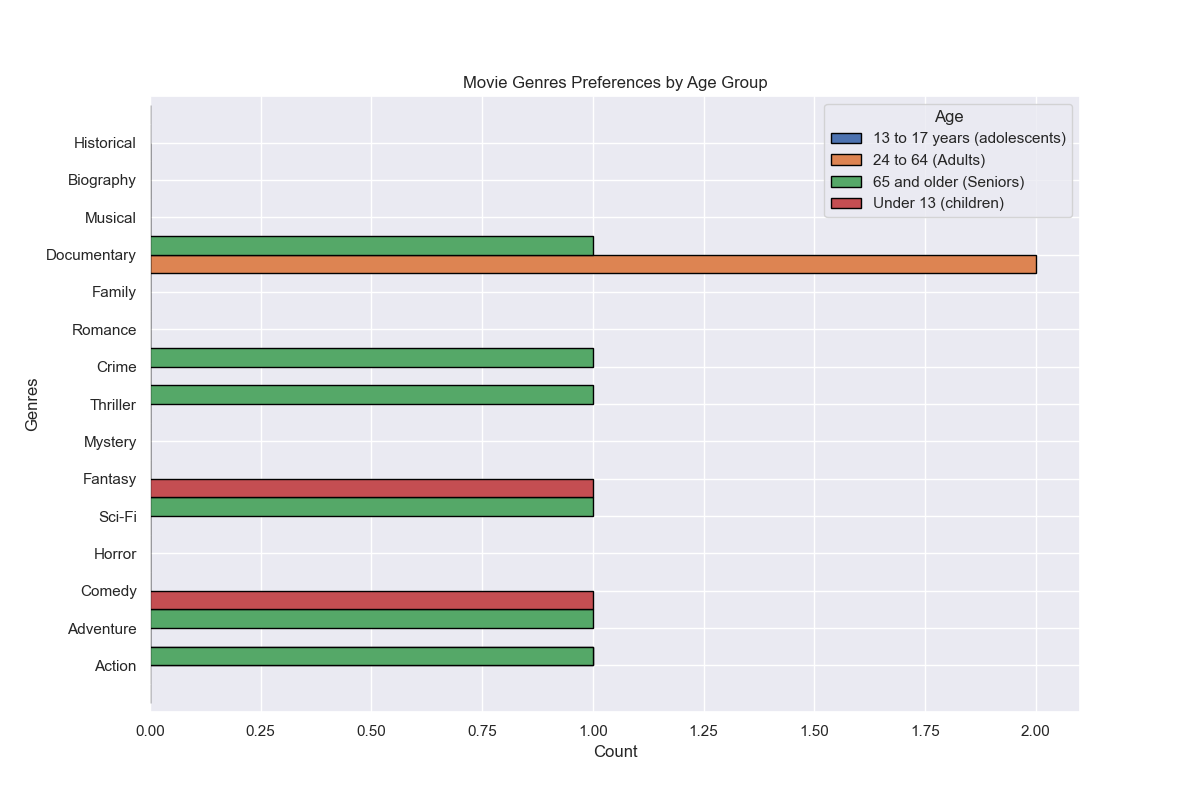 Movie Genres Preferences by Age Group
Age
13 to 17 years (adolescents)
24 to 64 (Adults)
65 and older (Seniors)
Under 13 (children)
Genres
Historical
Biography
Musical
Documentary
Family
Romance
Crime
Thriller
Mystery
Fantasy
Sci-Fi
Horror
Comedy
Adventure
Action
0.00 0.25 0.50 0.75 1.00 1.25 1.50 1.75 2.00
Count